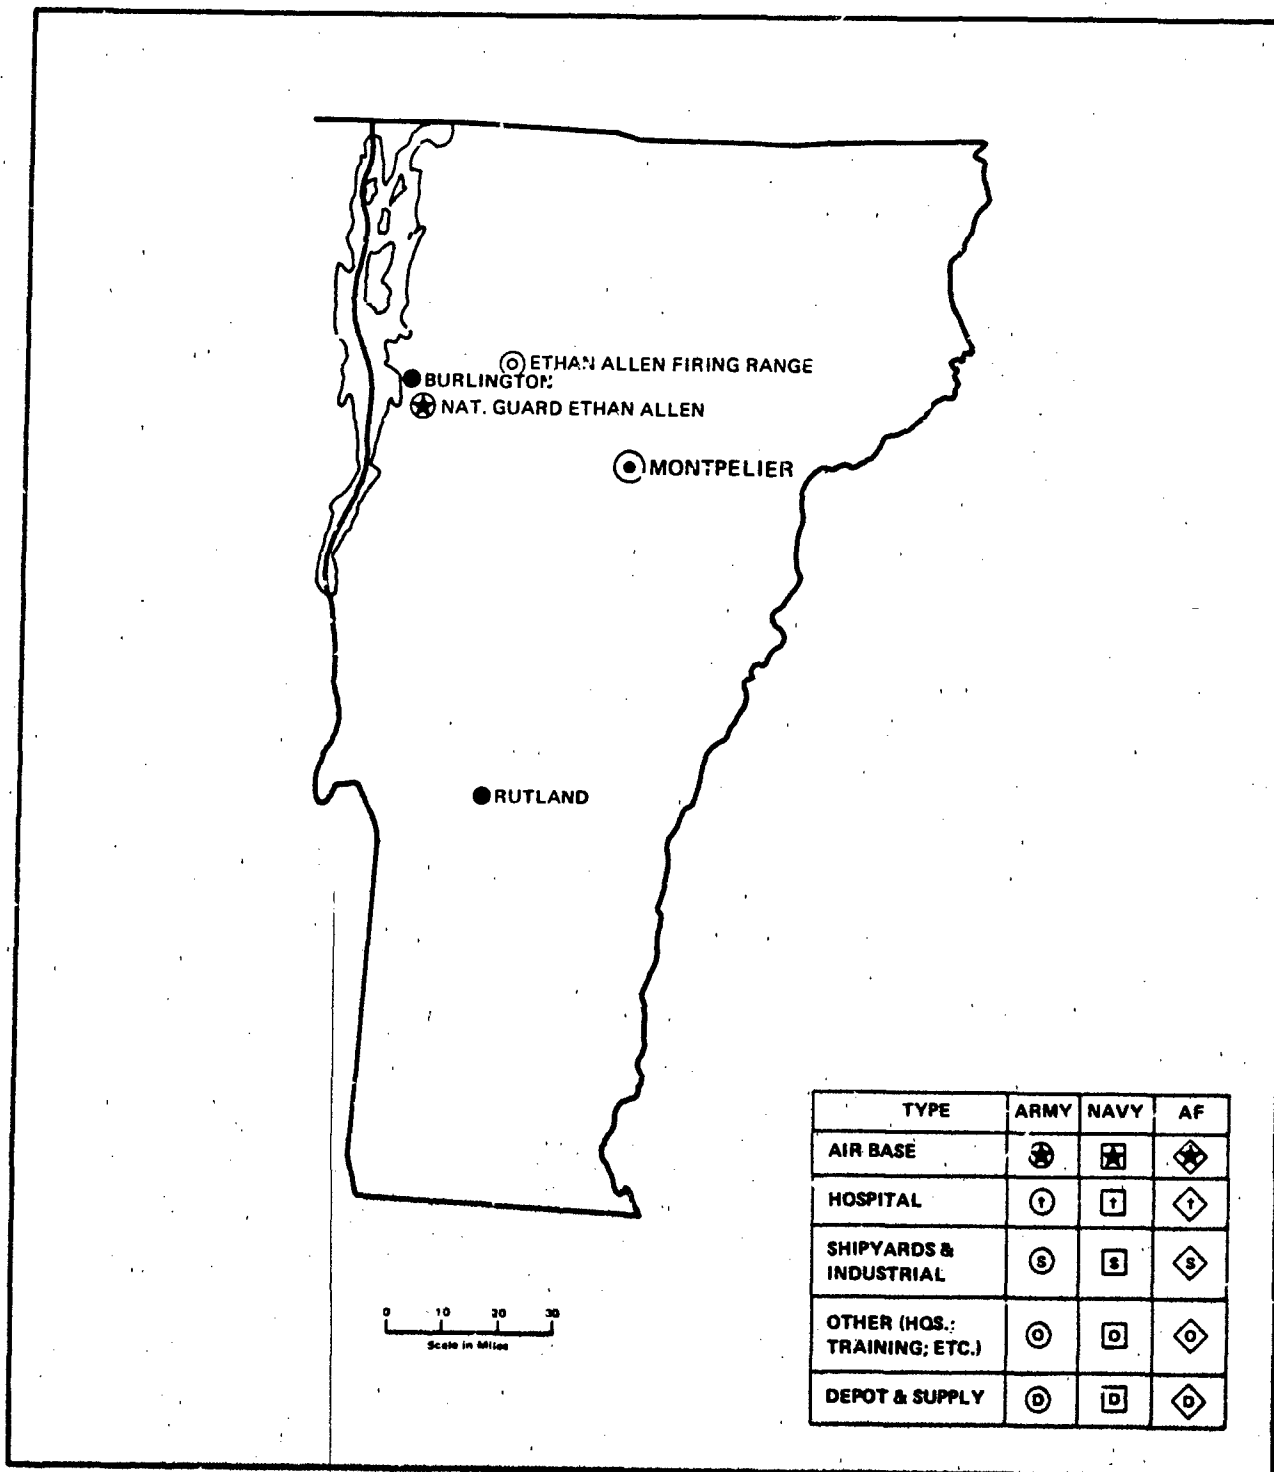 ETHAN ALLEN FIRING RANGE
BURLINGTON
NAT. GUARD ETHAN ALLEN
MONTPELIER
RUTLAND
TYPE ARMY NAVY AF
AIR BASE
HOSPITAL † † †
SHIPYARDS &
INDUSTRIAL S S S
OTHER (HOS.;
TRAINING; ETC.) O O O
DEPOT & SUPPLY D D D
0 10 20 30
Scale in Miles